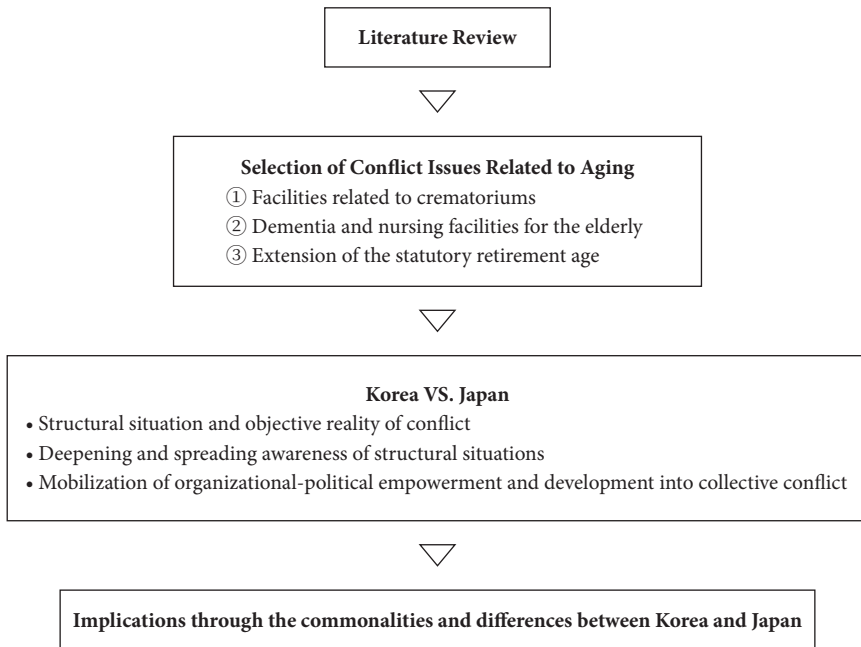 Literature Review
Selection of Conflict Issues Related to Aging
① Facilities related to crematoriums
② Dementia and nursing facilities for the elderly
③ Extension of the statutory retirement age
Korea VS. Japan
• Structural situation and objective reality of conflict
• Deepening and spreading awareness of structural situations
• Mobilization of organizational-political empowerment and development into collective conflict
Implications through the commonalities and differences between Korea and Japan